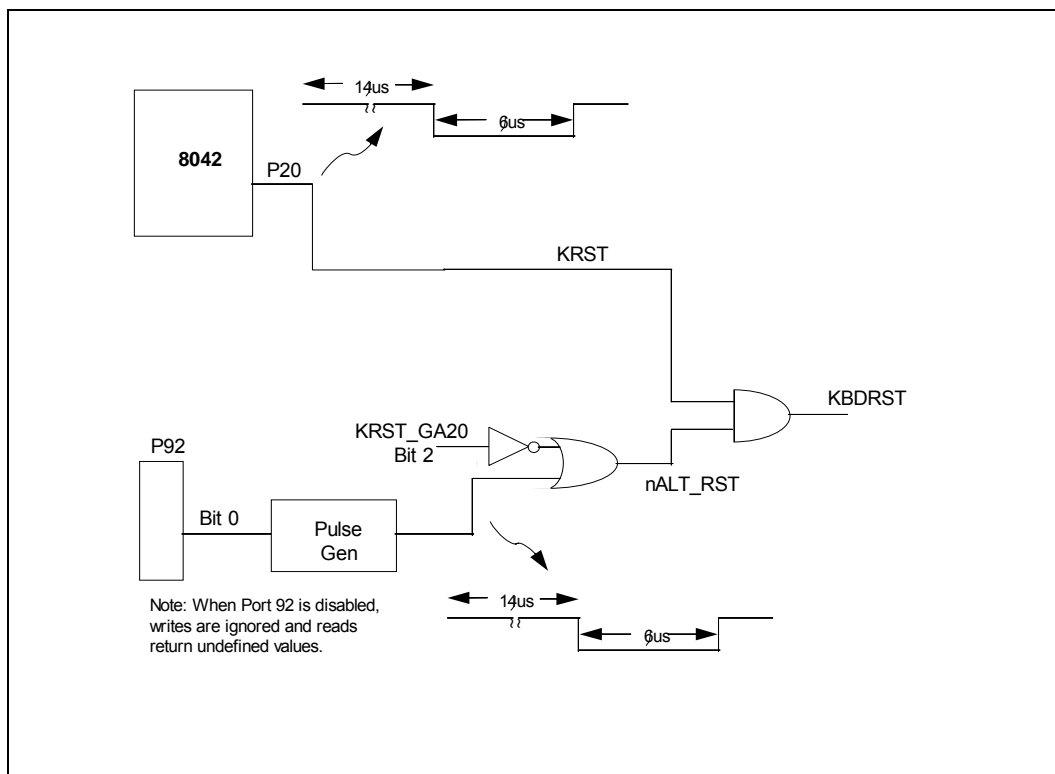 14us
6us
8042
P20
KRST
KBDRST
KRST_GA20
Bit 2
P92
nALT_RST
Bit 0
Pulse
Gen
14us
6us
Note: When Port 92 is disabled,
writes are ignored and reads
return undefined values.